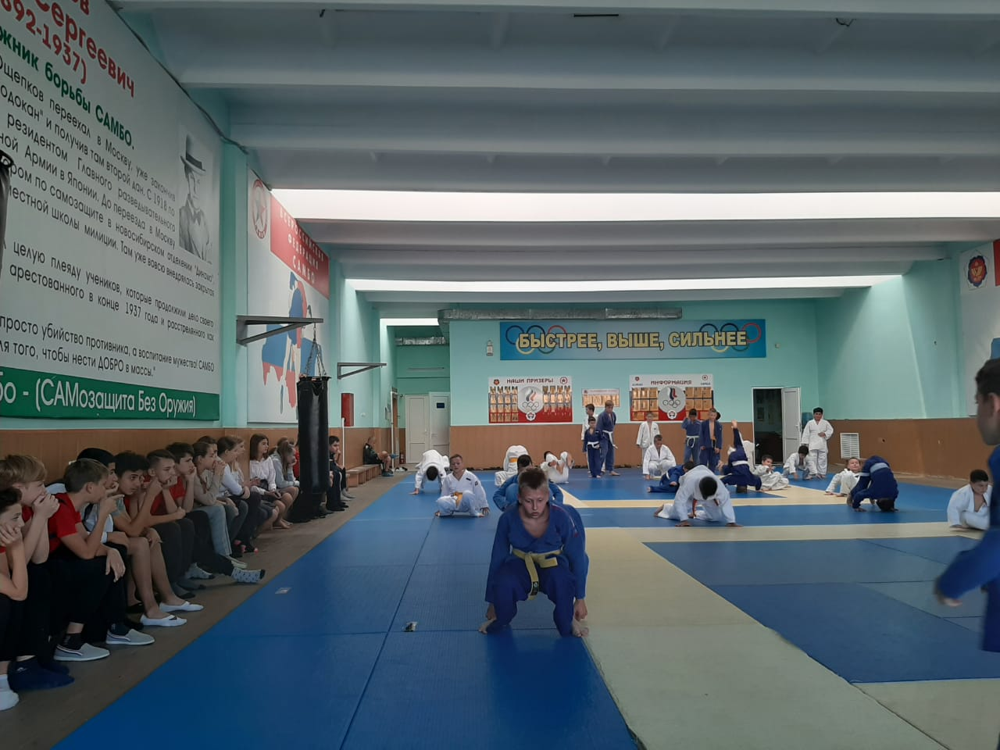 Сергеевич
892-1937)
жник борьбы САМБО.
Ощепков переехал в Москву, уже закончив
одокан" и получив там второй дан. С 1918 по
резидентом Главного разведывательного
ной Армии в Японии. До переезда в Москву
ром по самозащите в новосибирском отделении "Динамо"
местной школы милиции. Там уже вовсю внедрялась закрытая
целую плеяду учеников, которые продолжили дело своего
арестованного в конце 1937 года и расстрелянного как
просто убийство противника, а воспитание мужества! САМБО
ля того, чтобы нести ДОБРО в массы."
бо - (САМозащита Без Оружия)
ВСЕРОССИЙСКАЯ
ФЕДЕРАЦИЯ
САМБО
БЫСТРЕЕ, ВЫШЕ, СИЛЬНЕЕ
НАШИ ПРИЗЕРЫ
ИНФОРМАЦИЯ